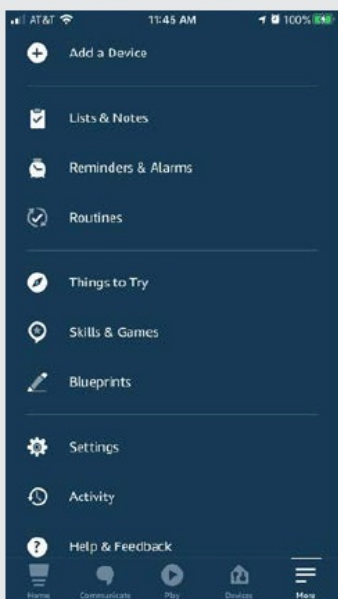 AT&T 11:45 AM 100%
Add a Device
Lists & Notes
Reminders & Alarms
Routines
Things to Try
Skills & Games
Blueprints
Settings
Activity
Help & Feedback
Home Communicate Play Devices More